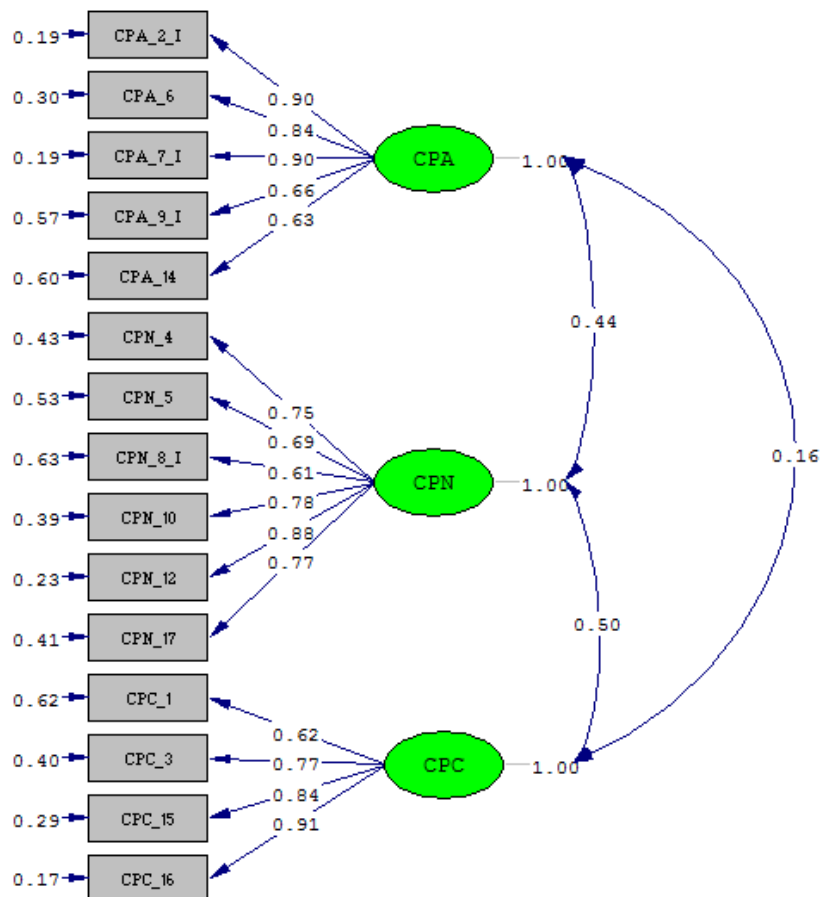 0.19 CPA_2_I
0.30 CPA_6
0.19 CPA_7_I
0.57 CPA_9_I
0.60 CPA_14
0.43 CPN_4
0.53 CPN_5
0.63 CPN_8_I
0.39 CPN_10
0.23 CPN_12
0.41 CPN_17
0.62 CPC_1
0.40 CPC_3
0.29 CPC_15
0.17 CPC_16
0.90
0.84
0.90
0.66
0.63
CPA 1.00
0.75
0.69
0.61
0.78
0.88
0.77
CPN 1.00
0.62
0.77
0.84
0.91
CPC 1.00
0.44
0.16
0.50